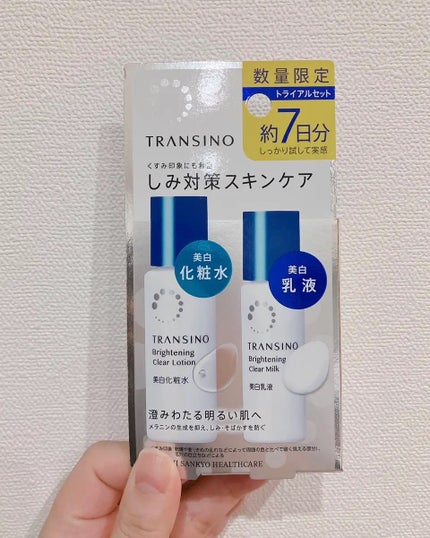 数量限定
トライアルセット
約7日分
しっかり試して実感
TRANSINO
くすみ印象にも
しみ対策スキンケア
美白
化粧水
美白
乳液
TRANSINO
Brightening
Clear Lotion
美白化粧水
TRANSINO
Brightening
Clear Milk
美白乳液
澄みわたる明るい肌へ
メラニンの生成を抑え、しみ・そばかすを防ぐ
SANKYO HEALTHCARE